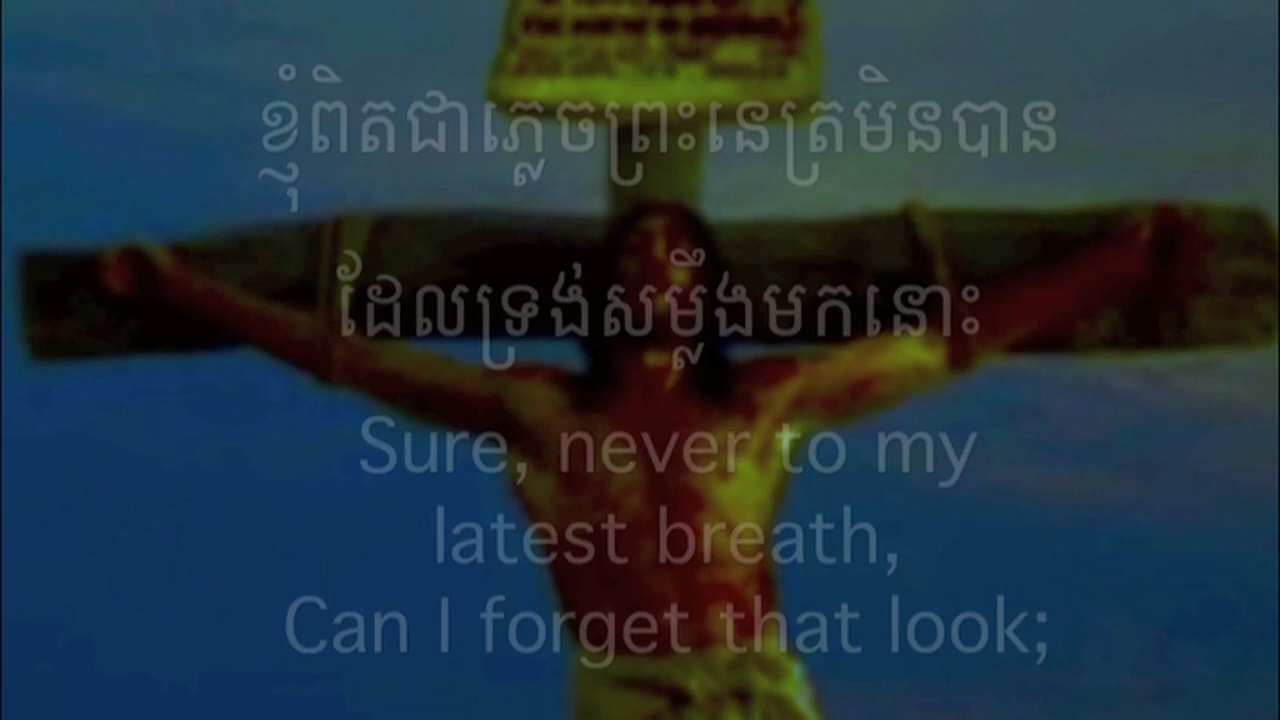 ខ្ញុំពិតជាភ្លេចព្រះនេត្រមិនបាន
ដែលទ្រង់សម្លឹងមកនោះ
Sure, never to my
latest breath,
Can I forget that look;